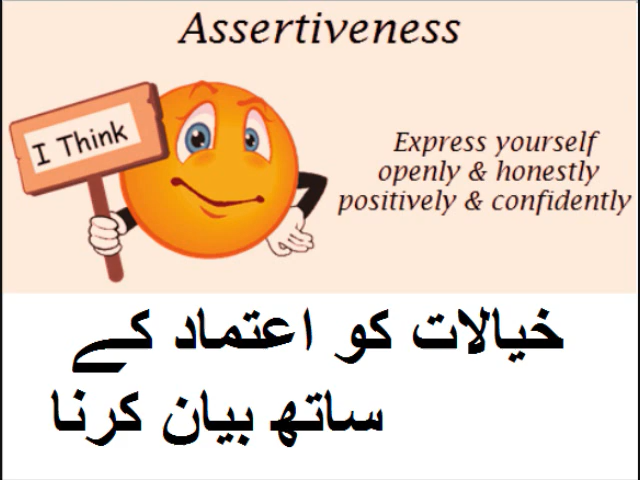 Assertiveness
I Think
Express yourself
openly & honestly
positively & confidently
خیالات کو اعتماد کے
ساتھ بیان کرنا